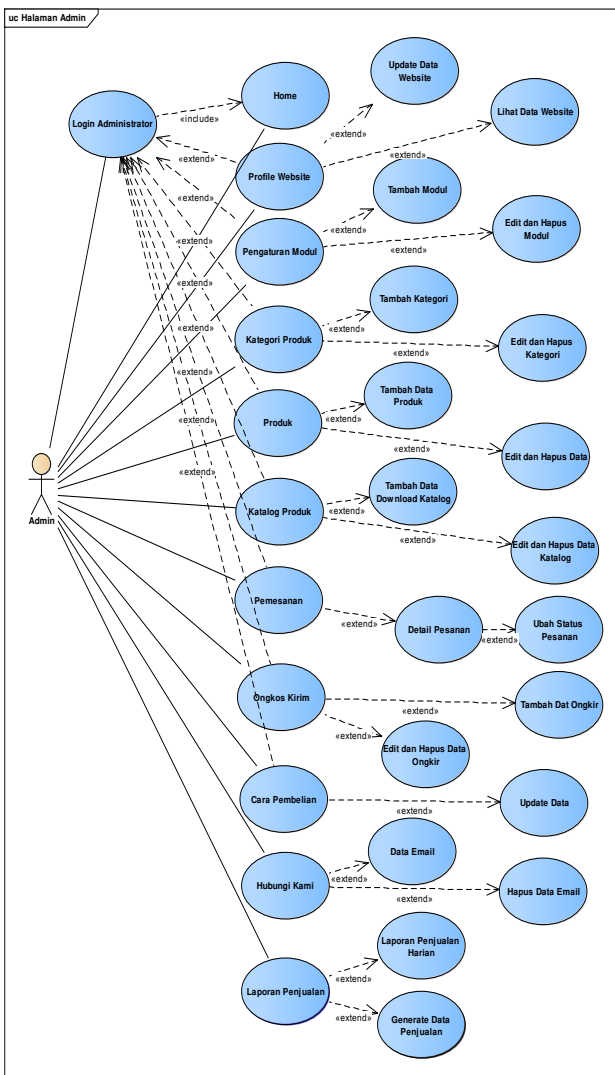 uc Halaman Admin
Update Data
Website
Home
Lihat Data Website
Login Administrator
«include»
«extend»
«extend»
«extend»
Profile Website
Tambah Modul
«extend»
«extend»
Edit dan Hapus
Modul
Pengaturan Modul
«extend»
«extend»
«extend»
Tambah Kategori
Kategori Produk
«extend»
«extend»
Edit dan Hapus
Kategori
«extend»
«extend»
Tambah Data
Produk
Produk
«extend»
«extend»
Edit dan Hapus Data
«extend»
«extend»
Tambah Data
Download Katalog
Katalog Produk
«extend»
«extend»
Edit dan Hapus Data
Katalog
Admin
Pemesanan
«extend»
Detail Pesanan
Ubah Status
Pesanan
«extend»
Ongkos Kirim
Tambah Dat Ongkir
«extend»
«extend»
Edit dan Hapus Data
Ongkir
Cara Pembelian
Update Data
«extend»
Data Email
Hubungi Kami
«extend»
Hapus Data Email
«extend»
Laporan Penjualan
Harian
Laporan Penjualan
«extend»
«extend»
Generate Data
Penjualan